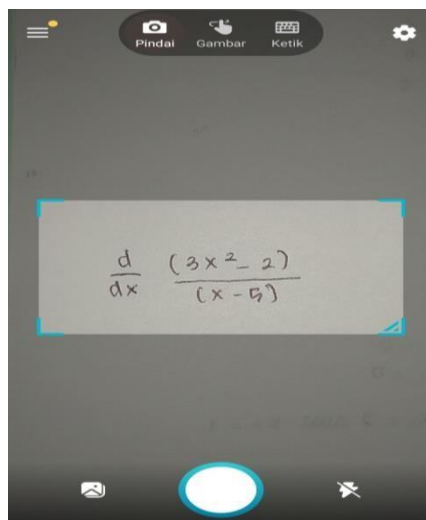 Pindai Gambar Ketik
d/dx (3x² - 2)/(x - 5)